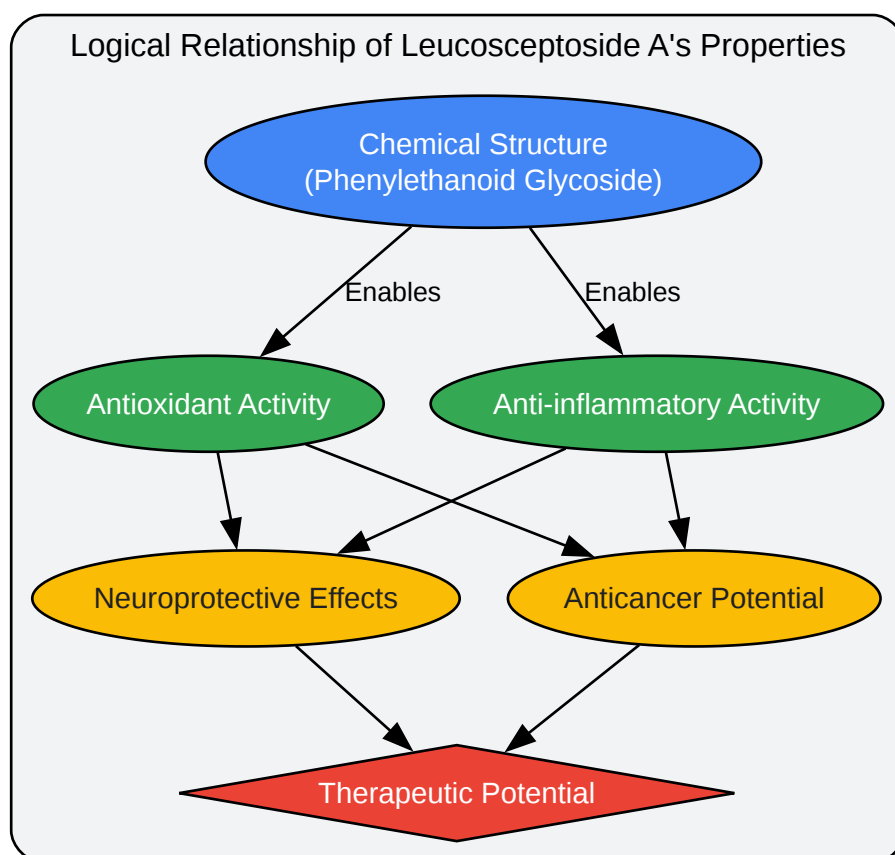 Logical Relationship of Leucosceptoside A's Properties
Chemical Structure
(Phenylethanoid Glycoside)
Enables
Enables
Antioxidant Activity
Anti-inflammatory Activity
Neuroprotective Effects
Anticancer Potential
Therapeutic Potential